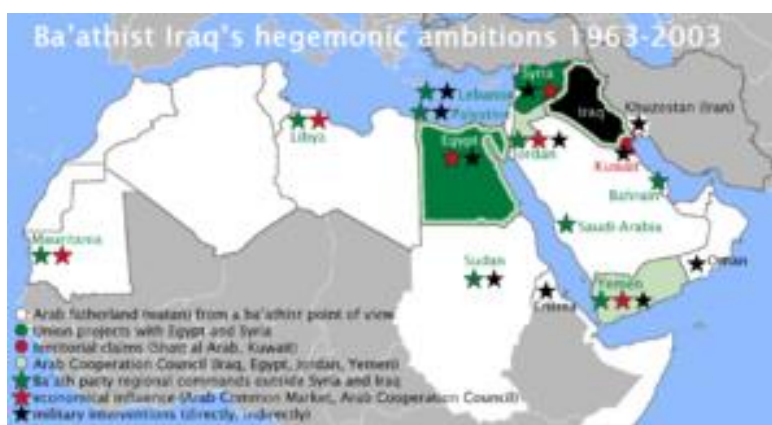 Ba'athist Iraq's hegemonic ambitions 1963-2003
Syria
Lebanon
Palestine
Iraq
Khuzestan (Iran)
Libya
Egypt
Jordan
Kuwait
Bahrain
Mauritania
Saudi-Arabia
Sudan
Oman
Eritrea
Yemen
Arab fatherland (watan) from a ba'athist point of view
Union projects with Egypt and Syria
territorial claims (Shatt al Arab, Kuwait)
Arab Cooperation Council (Iraq, Egypt, Jordan, Yemen)
Ba'ath party regional commands outside Syria and Iraq
economical influence (Arab Common Market, Arab Cooperation Council)
military interventions (directly, indirectly)